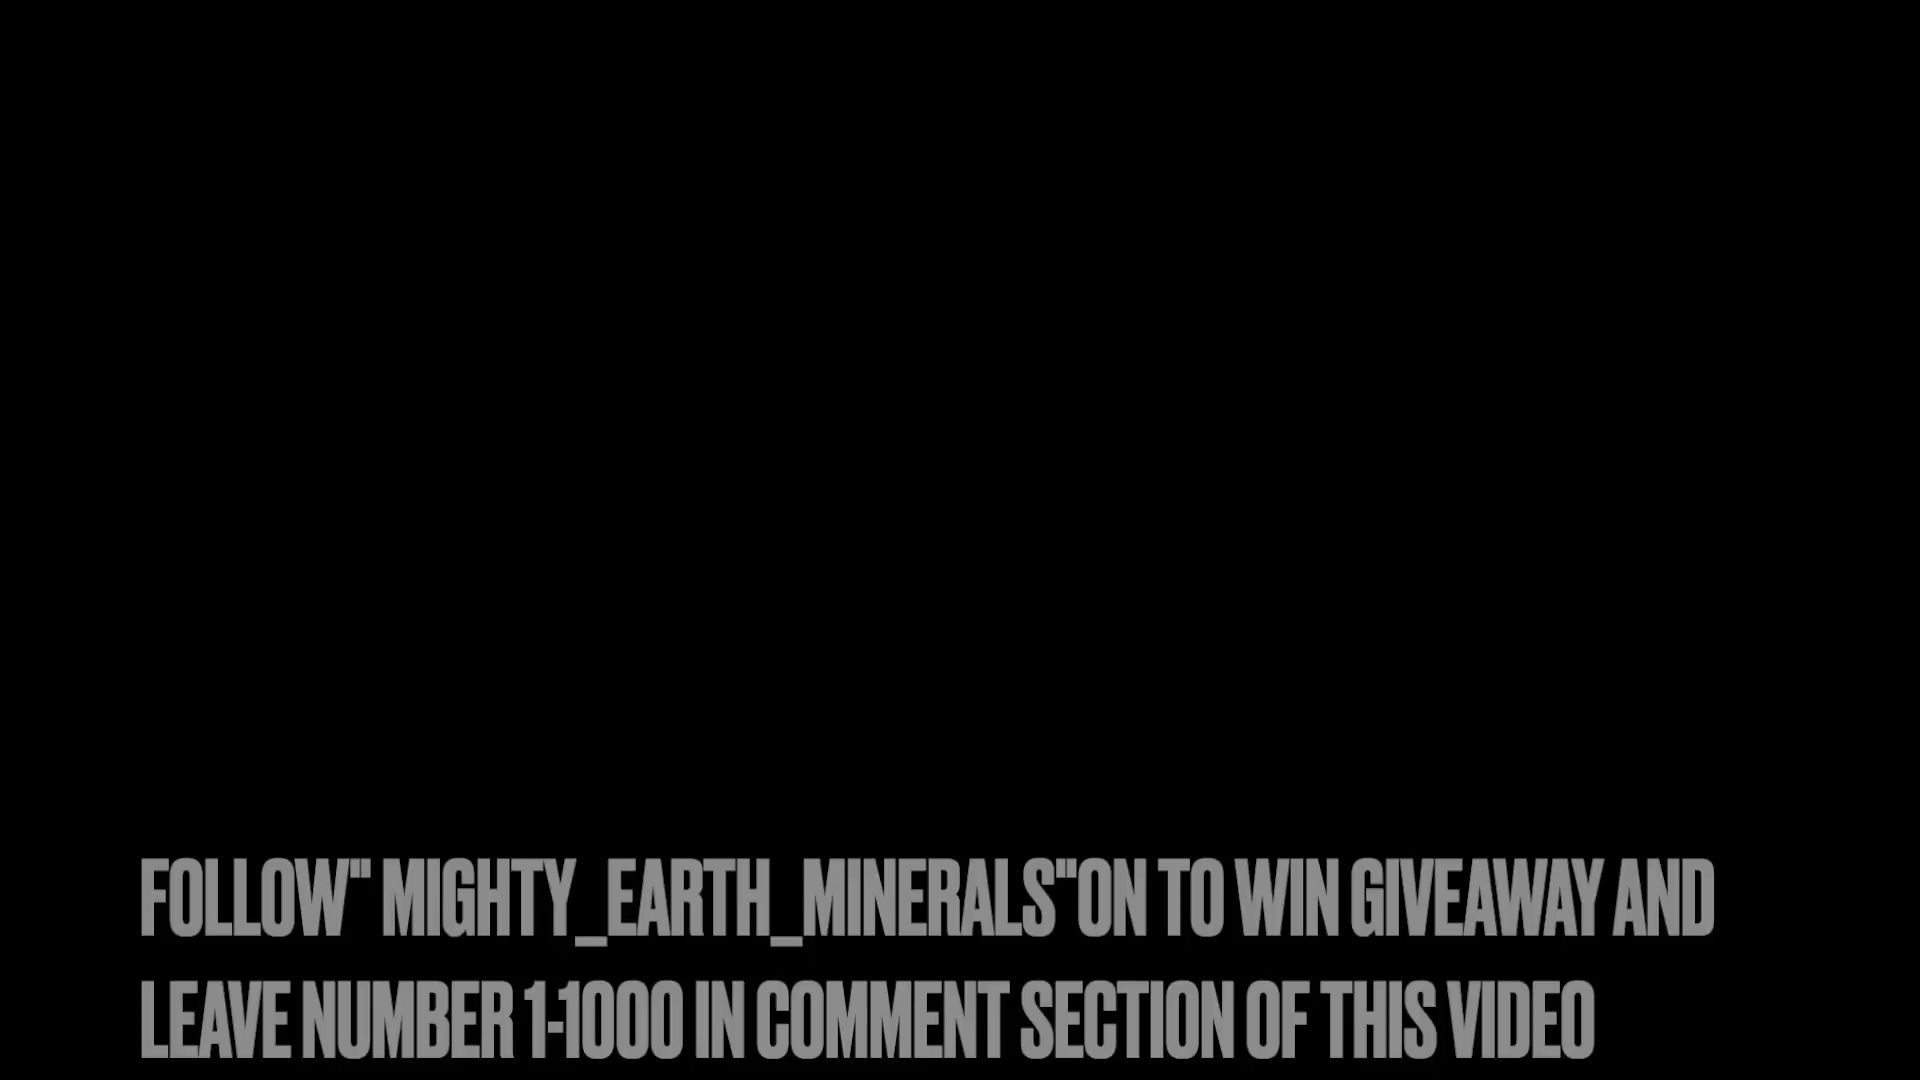 FOLLOW" MIGHTY_EARTH_MINERALS"ON TO WIN GIVEAWAY AND
LEAVE NUMBER 1-1000 IN COMMENT SECTION OF THIS VIDEO